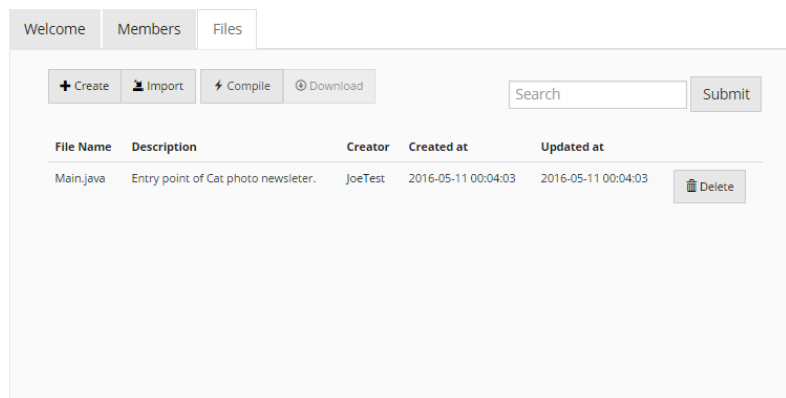 Welcome Members Files
Create Import Compile Download Search Submit
File Name Description Creator Created at Updated at
Main.java Entry point of Cat photo newsleter. JoeTest 2016-05-11 00:04:03 2016-05-11 00:04:03 Delete